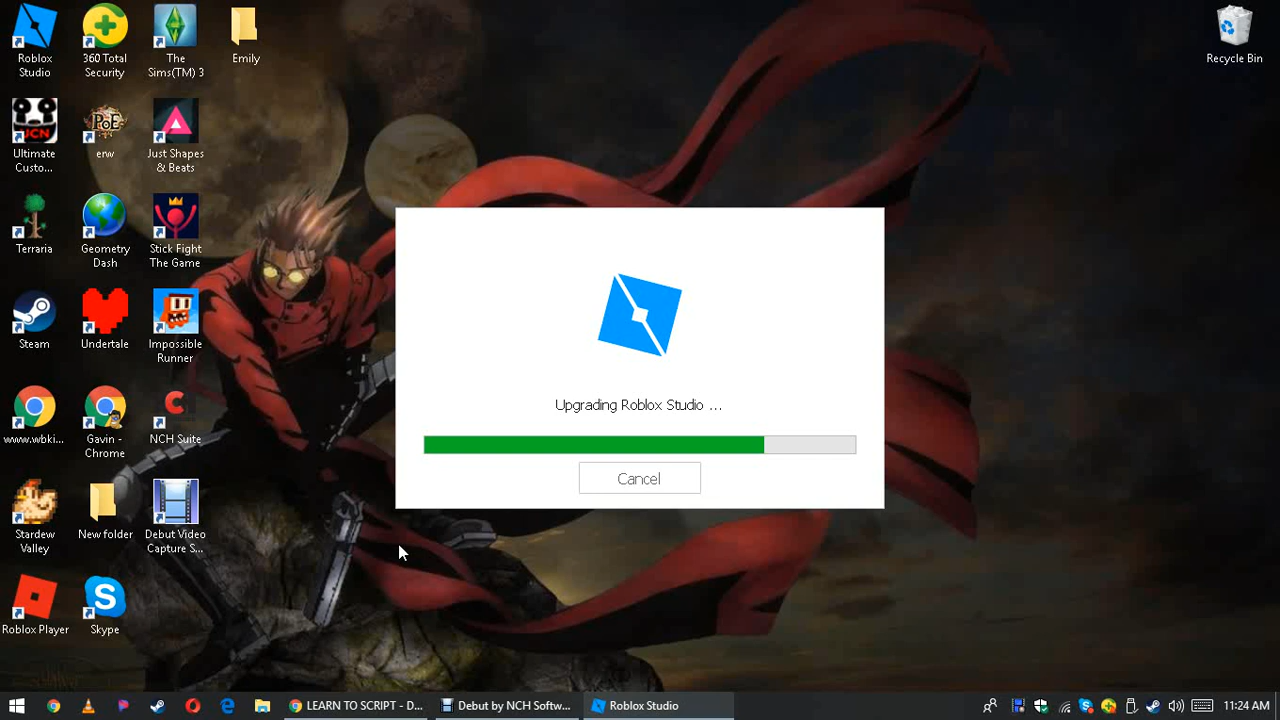 Roblox
Studio
360 Total
Security
The
Sims(TM) 3
Emily
Recycle Bin
UCN
Ultimate
Custo...
PoE
enw
Just Shapes
& Beats
Terraria
Geometry
Dash
Stick Fight
The Game
Steam
Undertale
Impossible
Runner
www.wbki...
Gavin -
Chrome
NCH Suite
Stardew
Valley
New folder
Debut Video
Capture S...
Roblox Player
Skype
Upgrading Roblox Studio ...
Cancel
LEARN TO SCRIPT - D...
Debut by NCH Softw...
Roblox Studio
11:24 AM